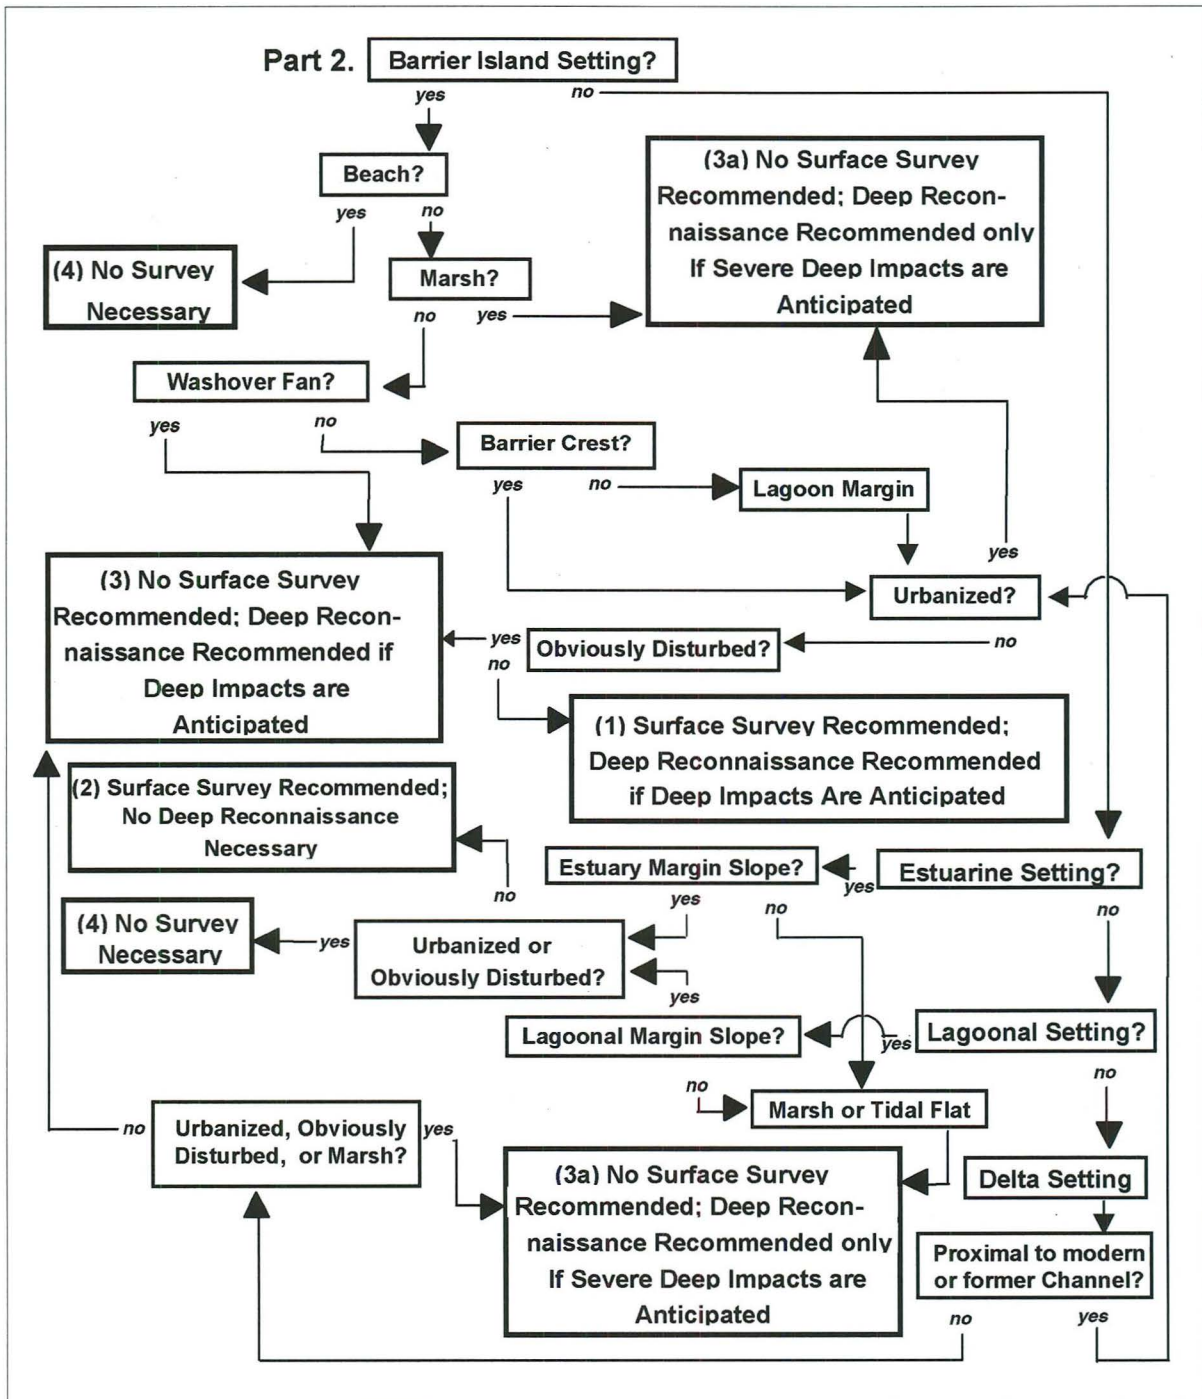 Part 2.
Barrier Island Setting?
yes
no
Beach?
yes
no
(3a) No Surface Survey
Recommended; Deep Recon-
naissance Recommended only
If Severe Deep Impacts are
Anticipated
(4) No Survey
Necessary
Marsh?
no
yes
Washover Fan?
yes
no
Barrier Crest?
yes
no
Lagoon Margin
yes
(3) No Surface Survey
Recommended; Deep Recon-
naissance Recommended if
Deep Impacts are
Anticipated
Urbanized?
no
Obviously Disturbed?
yes
no
(1) Surface Survey Recommended;
Deep Reconnaissance Recommended
if Deep Impacts Are Anticipated
(2) Surface Survey Recommended;
No Deep Reconnaissance
Necessary
no
Estuary Margin Slope?
yes
no
yes
Estuarine Setting?
no
(4) No Survey
Necessary
yes
Urbanized or
Obviously Disturbed?
yes
Lagoonal Margin Slope?
yes
Lagoonal Setting?
no
no
Marsh or Tidal Flat
no
Urbanized, Obviously
Disturbed, or Marsh?
yes
(3a) No Surface Survey
Recommended; Deep Recon-
naissance Recommended only
If Severe Deep Impacts are
Anticipated
Delta Setting
Proximal to modern
or former Channel?
no
yes